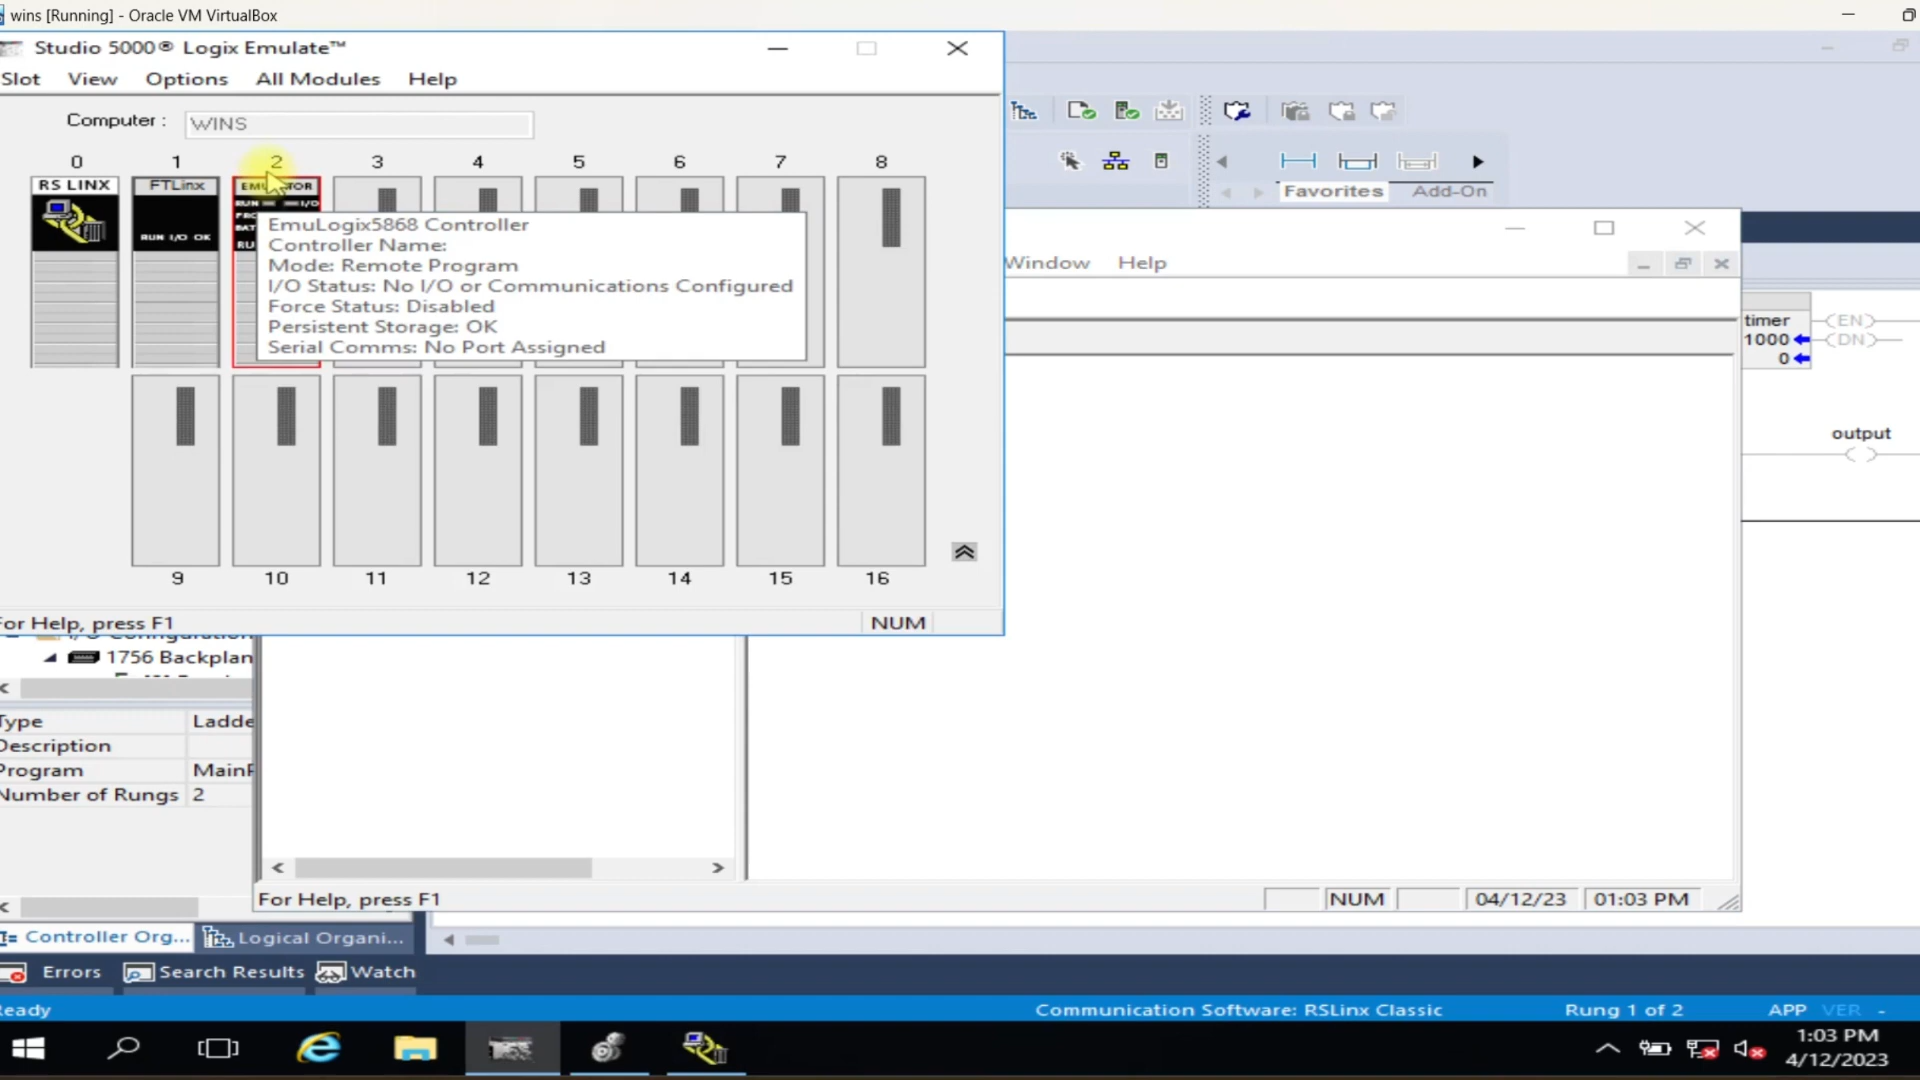 wins [Running] - Oracle VM VirtualBox
Studio 5000® Logix Emulate™
Slot View Options All Modules Help
Computer : WINS
0 1 2 3 4 5 6 7 8
RS LINX FTLinx
RUN I/O
RUN I/O OK
EmuLogix5868 Controller
Controller Name:
Mode: Remote Program
I/O Status: No I/O or Communications Configured
Force Status: Disabled
Persistent Storage: OK
Serial Comms: No Port Assigned
9 10 11 12 13 14 15 16
For Help, press F1 NUM
Favorites Add-On
Window Help
timer (EN)
1000 (DN)
0
output
1756 Backplan
Type Ladde
Description
Program MainP
Number of Rungs 2
For Help, press F1 NUM 04/12/23 01:03 PM
Controller Org... Logical Organi...
Errors Search Results Watch
Ready Communication Software: RSLinx Classic Rung 1 of 2 APP VER
1:03 PM
4/12/2023